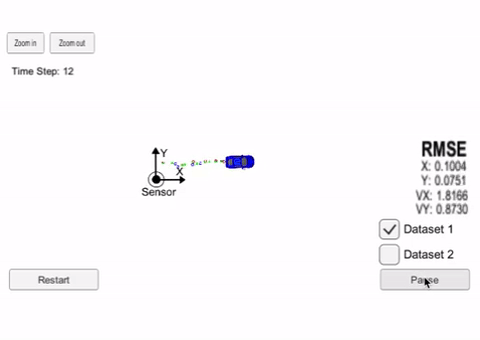 Zoom in
Zoom out
Time Step: 12
Y
X
Sensor
RMSE
X: 0.1004
Y: 0.0751
VX: 1.8166
VY: 0.8730
Dataset 1
Dataset 2
Restart
Pause